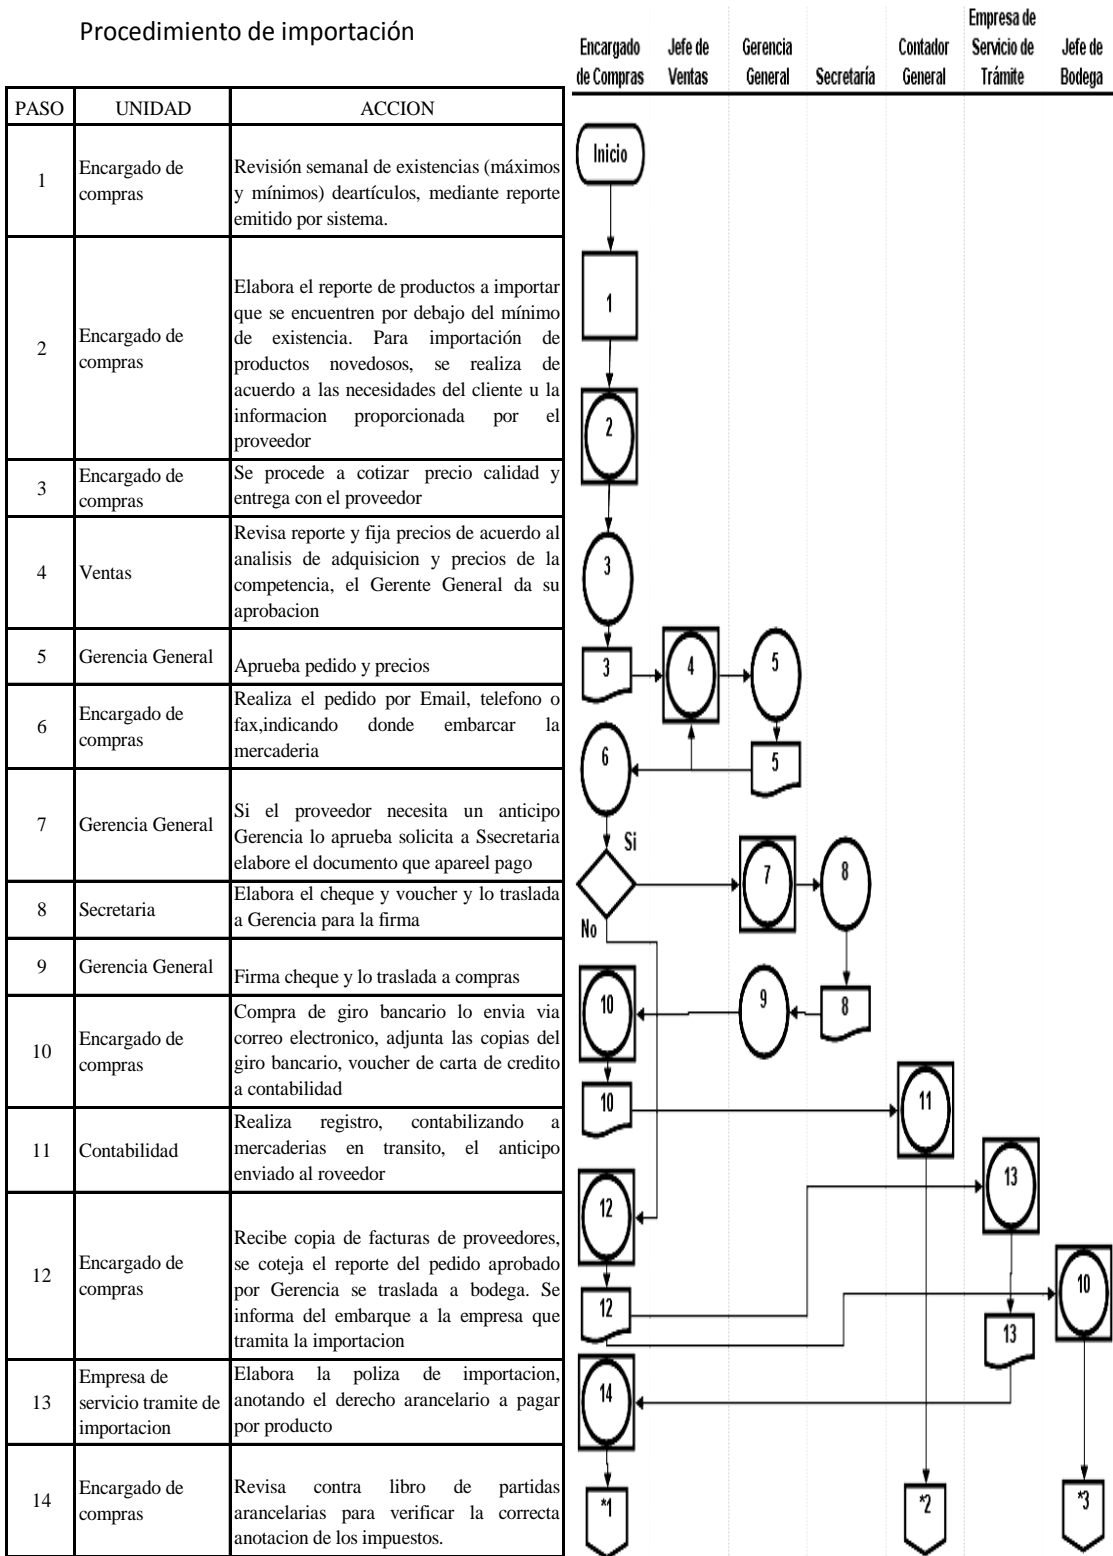 Procedimiento de importación
PASO
UNIDAD
ACCION
1
Encargado de
compras
Revisión semanal de existencias (máximos
y mínimos) deartículos, mediante reporte
emitido por sistema.
2
Encargado de
compras
Elabora el reporte de productos a importar
que se encuentren por debajo del mínimo
de existencia. Para importación de
productos novedosos, se realiza de
acuerdo a las necesidades del cliente u la
informacion proporcionada por el
proveedor
3
Encargado de
compras
Se procede a cotizar precio calidad y
entrega con el proveedor
4
Ventas
Revisa reporte y fija precios de acuerdo al
analisis de adquisicion y precios de la
competencia, el Gerente General da su
aprobacion
5
Gerencia General
Aprueba pedido y precios
6
Encargado de
compras
Realiza el pedido por Email, telefono o
fax,indicando donde embarcar la
mercaderia
7
Gerencia General
Si el proveedor necesita un anticipo
Gerencia lo aprueba solicita a Ssecretaria
elabore el documento que apareel pago
8
Secretaria
Elabora el cheque y voucher y lo traslada
a Gerencia para la firma
9
Gerencia General
Firma cheque y lo traslada a compras
10
Encargado de
compras
Compra de giro bancario lo envia via
correo electronico, adjunta las copias del
giro bancario, voucher de carta de credito
a contabilidad
11
Contabilidad
Realiza registro, contabilizando a
mercaderias en transito, el anticipo
enviado al roveedor
12
Encargado de
compras
Recibe copia de facturas de proveedores,
se coteja el reporte del pedido aprobado
por Gerencia se traslada a bodega. Se
informa del embarque a la empresa que
tramita la importacion
13
Empresa de
servicio tramite de
importacion
Elabora la poliza de importacion,
anotando el derecho arancelario a pagar
por producto
14
Encargado de
compras
Revisa contra libro de partidas
arancelarias para verificar la correcta
anotacion de los impuestos.
Encargado
de Compras
Jefe de
Ventas
Gerencia
General
Secretaría
Contador
General
Empresa de
Servicio de
Trámite
Jefe de
Bodega
Inicio
1
2
3
3
4
5
6
5
Si
7
8
No
10
9
8
10
11
13
12
10
12
13
14
*1
*2
*3